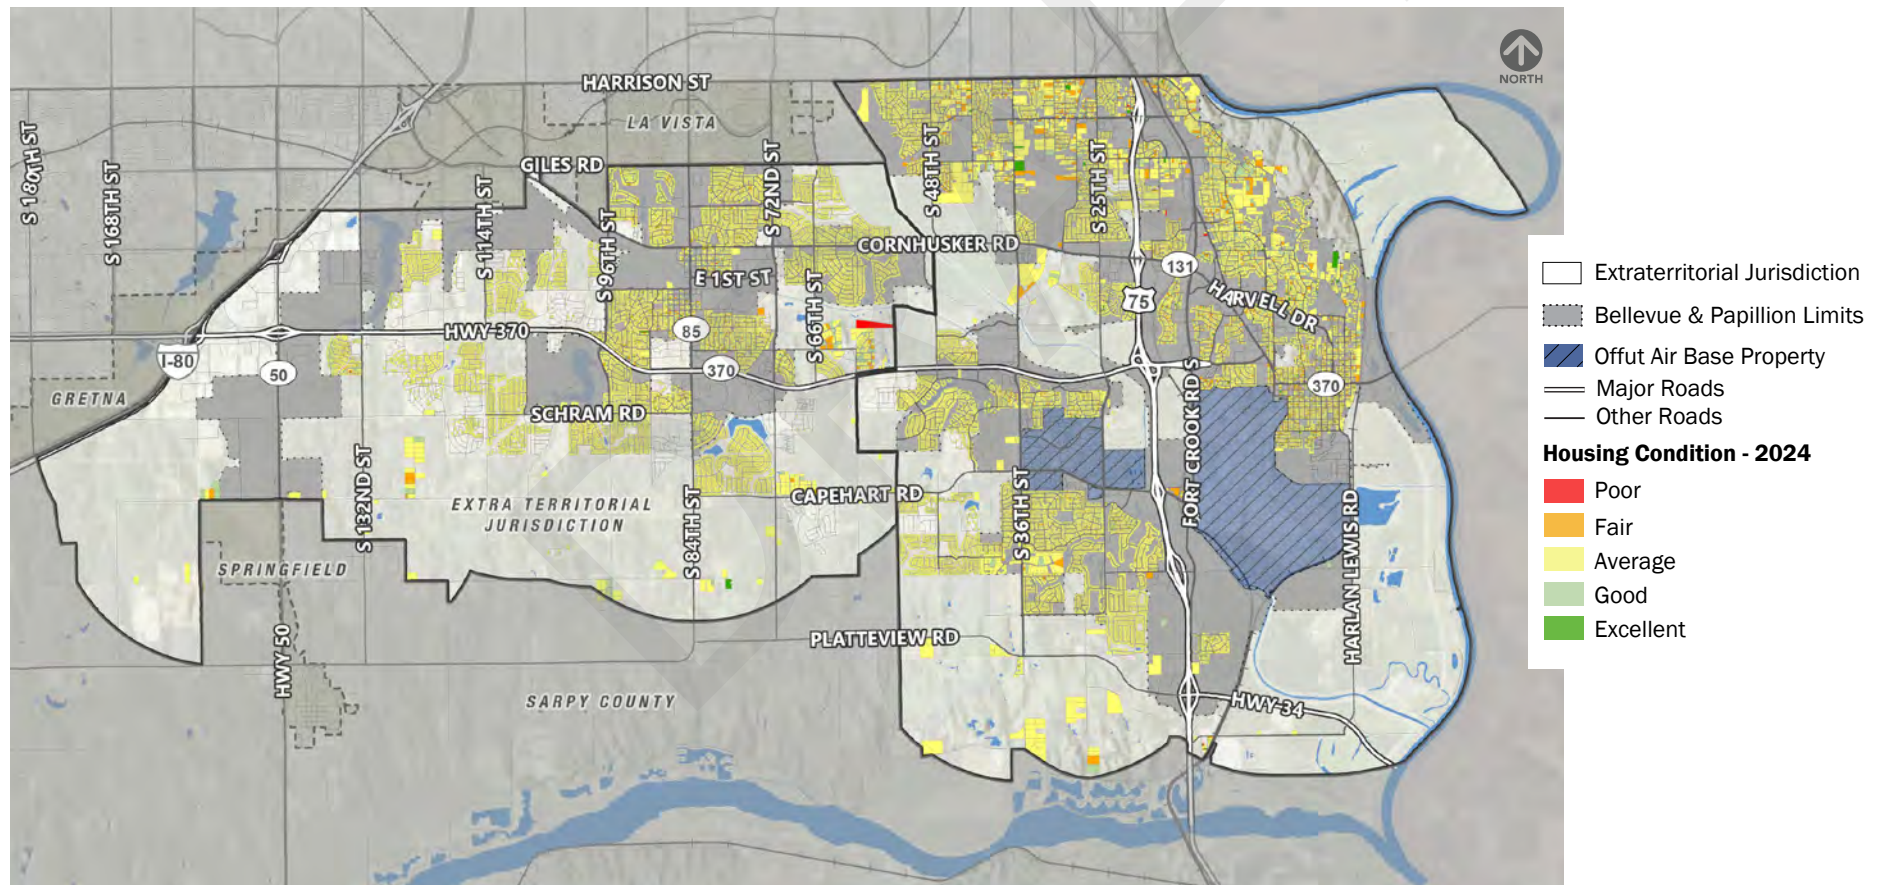 NORTH
HARRISON ST
LA VISTA
GILES RD
S 180TH ST
S 168TH ST
S 114TH ST
S 96TH ST
S 72ND ST
S 48TH ST
S 25TH ST
CORNHUSKER RD
E 1ST ST
S 66TH ST
131
75
HARVELL DR
HWY 370
85
I-80
50
370
370
GRETNA
SCHRAM RD
S 132ND ST
EXTRA TERRITORIAL
JURISDICTION
S 84TH ST
CAPEHART RD
S 36TH ST
FORT CROOK RD S
HARLAN LEWIS RD
SPRINGFIELD
HWY 50
PLATTEVIEW RD
SARPY COUNTY
HWY 34
Extraterritorial Jurisdiction
Bellevue & Papillion Limits
Offut Air Base Property
Major Roads
Other Roads
Housing Condition - 2024
Poor
Fair
Average
Good
Excellent